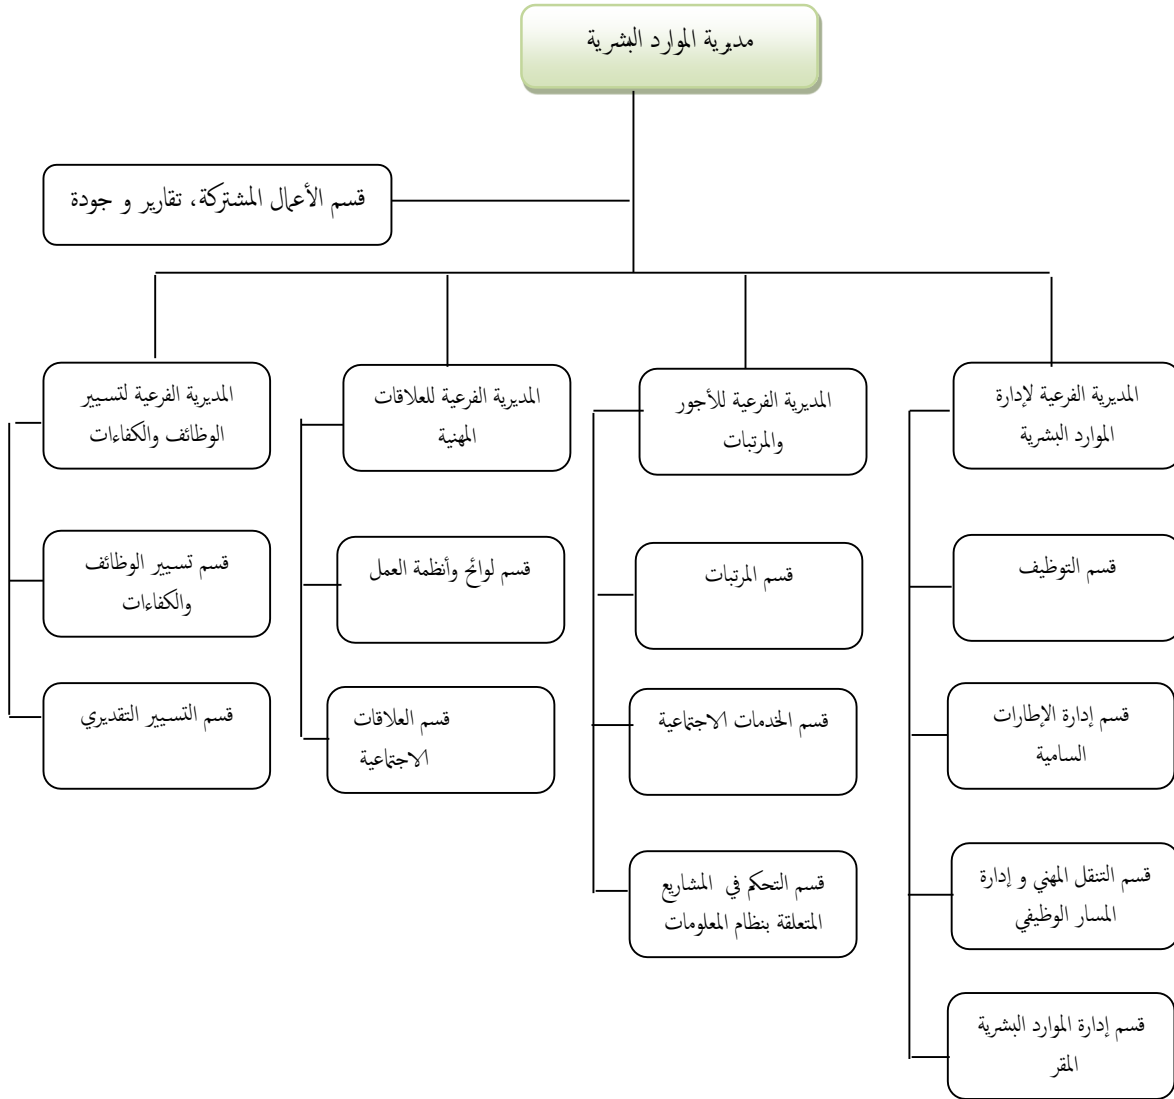 مديرية الموارد البشرية
قسم الأعمال المشتركة، تقارير و جودة
المديرية الفرعية لإدارة
الموارد البشرية
المديرية الفرعية للأجور
والمرتبات
المديرية الفرعية للعلاقات
المهنية
المديرية الفرعية لتسيير
الوظائف والكفاءات
قسم التوظيف
قسم المرتبات
قسم لوائح وأنظمة العمل
قسم تسيير الوظائف
والكفاءات
قسم إدارة الإطارات
السامية
قسم الخدمات الاجتماعية
قسم العلاقات
الاجتماعية
قسم التسيير التقديري
قسم التنقل المهني و إدارة
المسار الوظيفي
قسم التحكم في المشاريع
المتعلقة بنظام المعلومات
قسم إدارة الموارد البشرية
المقر